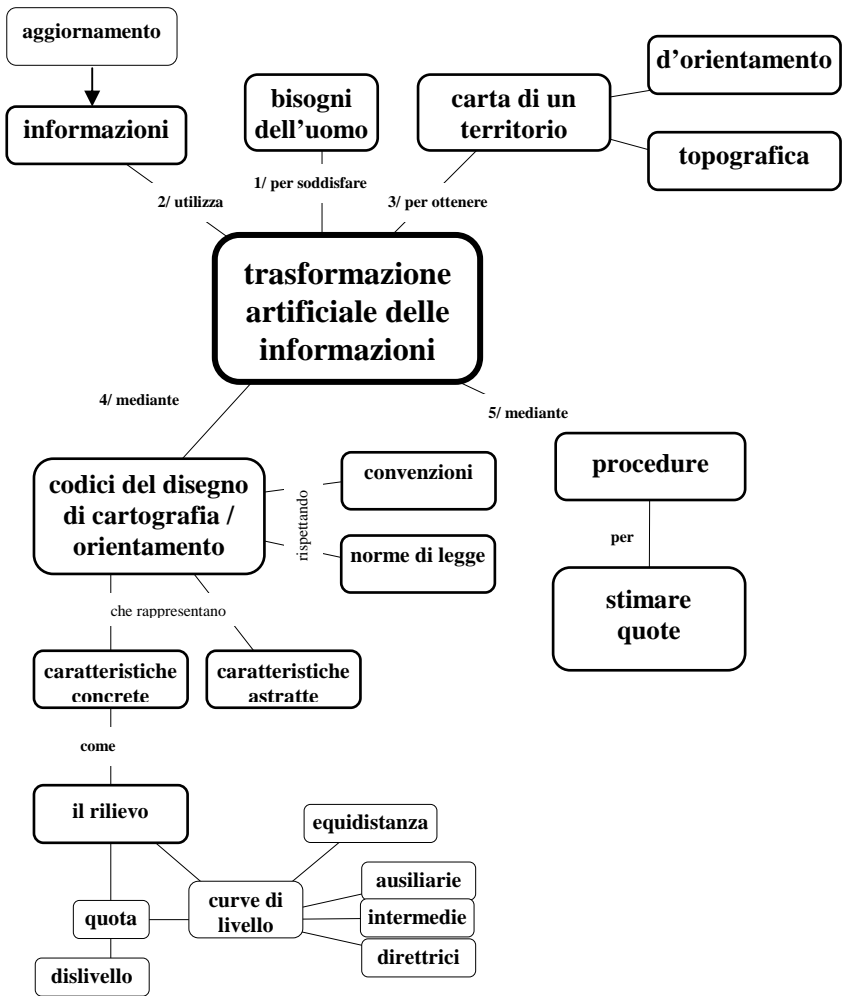 aggiornamento
informazioni
bisogni
dell'uomo
carta di un
territorio
d'orientamento
topografica
2/ utilizza
1/ per soddisfare
3/ per ottenere
trasformazione
artificiale delle
informazioni
4/ mediante
5/ mediante
codici del disegno
di cartografia /
orientamento
rispettando
convenzioni
norme di legge
procedure
per
stimare
quote
che rappresentano
caratteristiche
concrete
caratteristiche
astratte
come
il rilievo
equidistanza
quota
curve di
livello
ausiliarie
intermedie
direttrici
dislivello